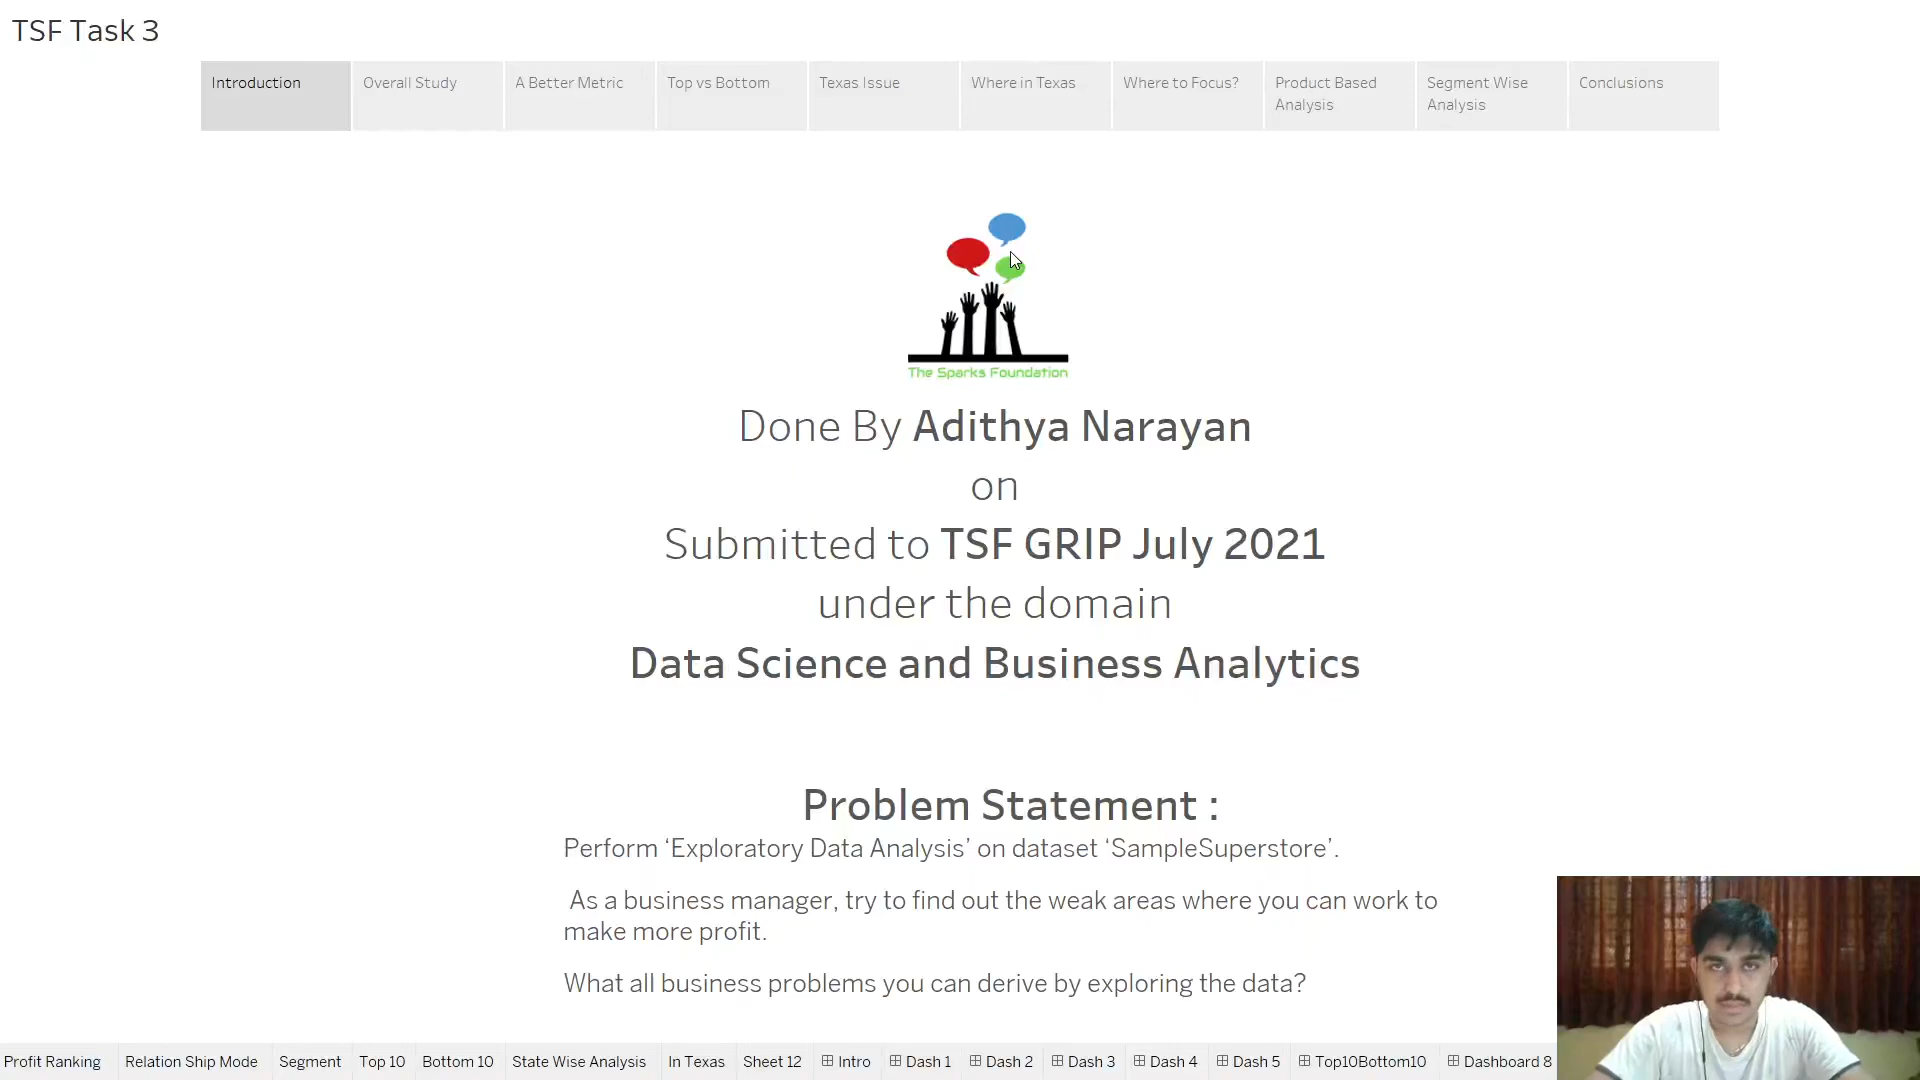 TSF Task 3
Introduction
Overall Study
A Better Metric
Top vs Bottom
Texas Issue
Where in Texas
Where to Focus?
Product Based
Analysis
Segment Wise
Analysis
Conclusions
The Sparks Foundation
Done By Adithya Narayan
on
Submitted to TSF GRIP July 2021
under the domain
Data Science and Business Analytics
Problem Statement :
Perform ‘Exploratory Data Analysis’ on dataset ‘SampleSuperstore’.
As a business manager, try to find out the weak areas where you can work to
make more profit.
What all business problems you can derive by exploring the data?
Profit Ranking
Relation Ship Mode
Segment
Top 10
Bottom 10
State Wise Analysis
In Texas
Sheet 12
Intro
Dash 1
Dash 2
Dash 3
Dash 4
Dash 5
Top10Bottom10
Dashboard 8